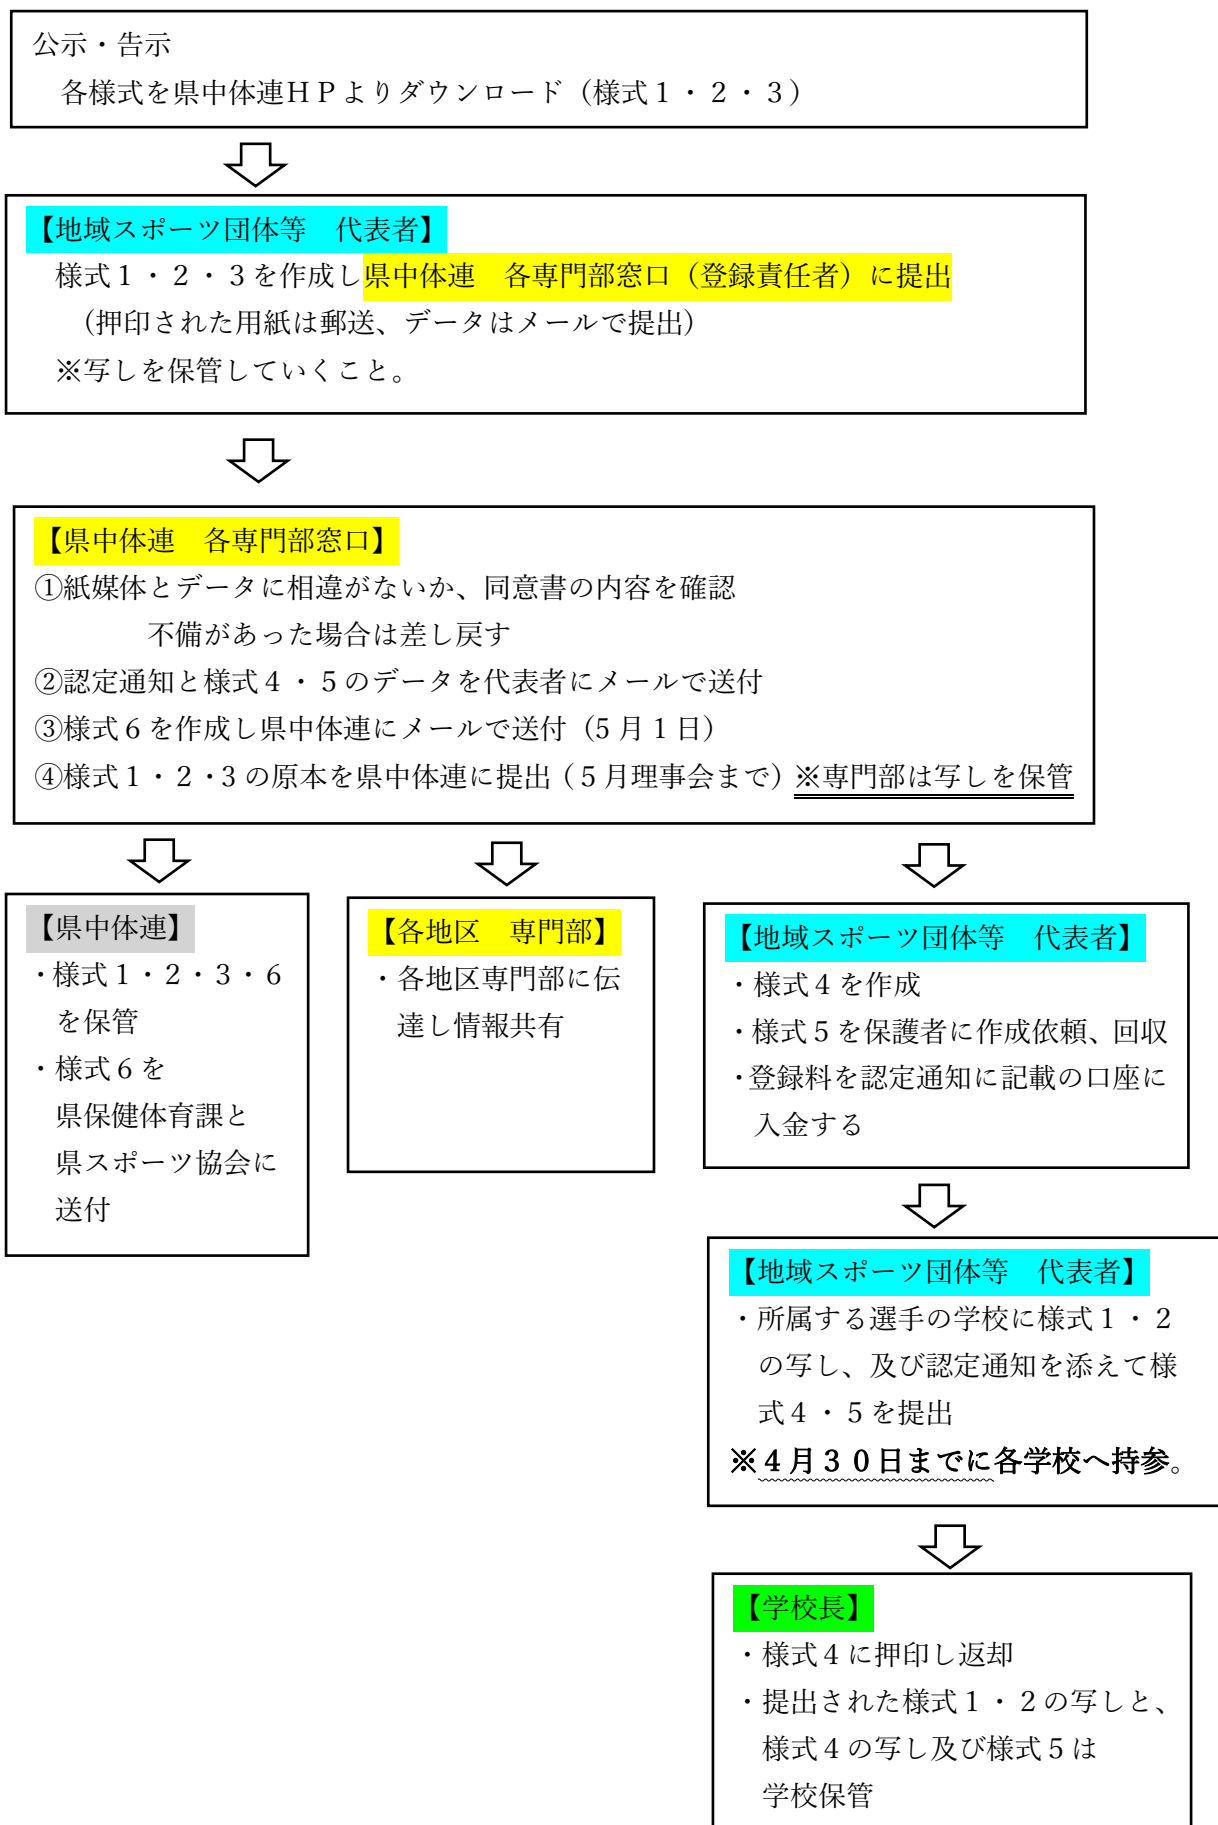 公示・告示
各様式を県中体連ＨＰよりダウンロード（様式１・２・３）
【地域スポーツ団体等　代表者】
様式１・２・３を作成し県中体連　各専門部窓口（登録責任者）に提出
（押印された用紙は郵送、データはメールで提出）
※写しを保管していくこと。
【県中体連　各専門部窓口】
①紙媒体とデータに相違がないか、同意書の内容を確認
不備があった場合は差し戻す
②認定通知と様式４・５のデータを代表者にメールで送付
③様式６を作成し県中体連にメールで送付（5月1日）
④様式１・２・３の原本を県中体連に提出（５月理事会まで）※専門部は写しを保管
【県中体連】
・様式１・２・３・６
を保管
・様式６を
県保健体育課と
県スポーツ協会に
送付
【各地区　専門部】
・各地区専門部に伝
達し情報共有
【地域スポーツ団体等　代表者】
・様式４を作成
・様式５を保護者に作成依頼、回収
・登録料を認定通知に記載の口座に
入金する
【地域スポーツ団体等　代表者】
・所属する選手の学校に様式１・２
の写し、及び認定通知を添えて様
式４・５を提出
※４月３０日までに各学校へ持参。
【学校長】
・様式４に押印し返却
・提出された様式１・２の写しと、
様式４の写し及び様式５は
学校保管